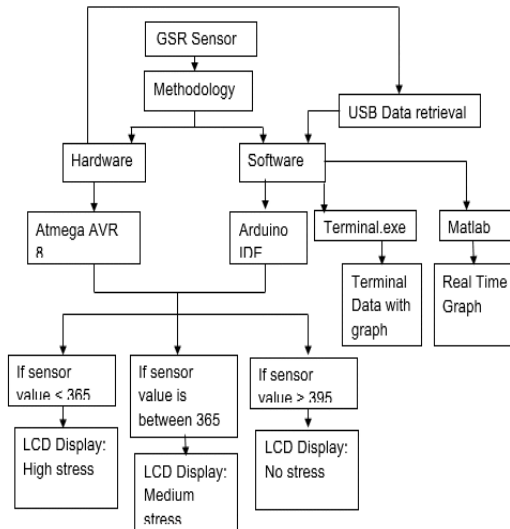 GSR Sensor
Methodology
USB Data retrieval
Hardware
Software
Atmega AVR
8
Arduino
IDE
Terminal.exe
Matlab
Terminal
Data with
graph
Real Time
Graph
If sensor
value < 365
If sensor
value is
between 365
If sensor
value > 395
LCD Display:
High stress
LCD Display:
Medium
stress
LCD Display:
No stress